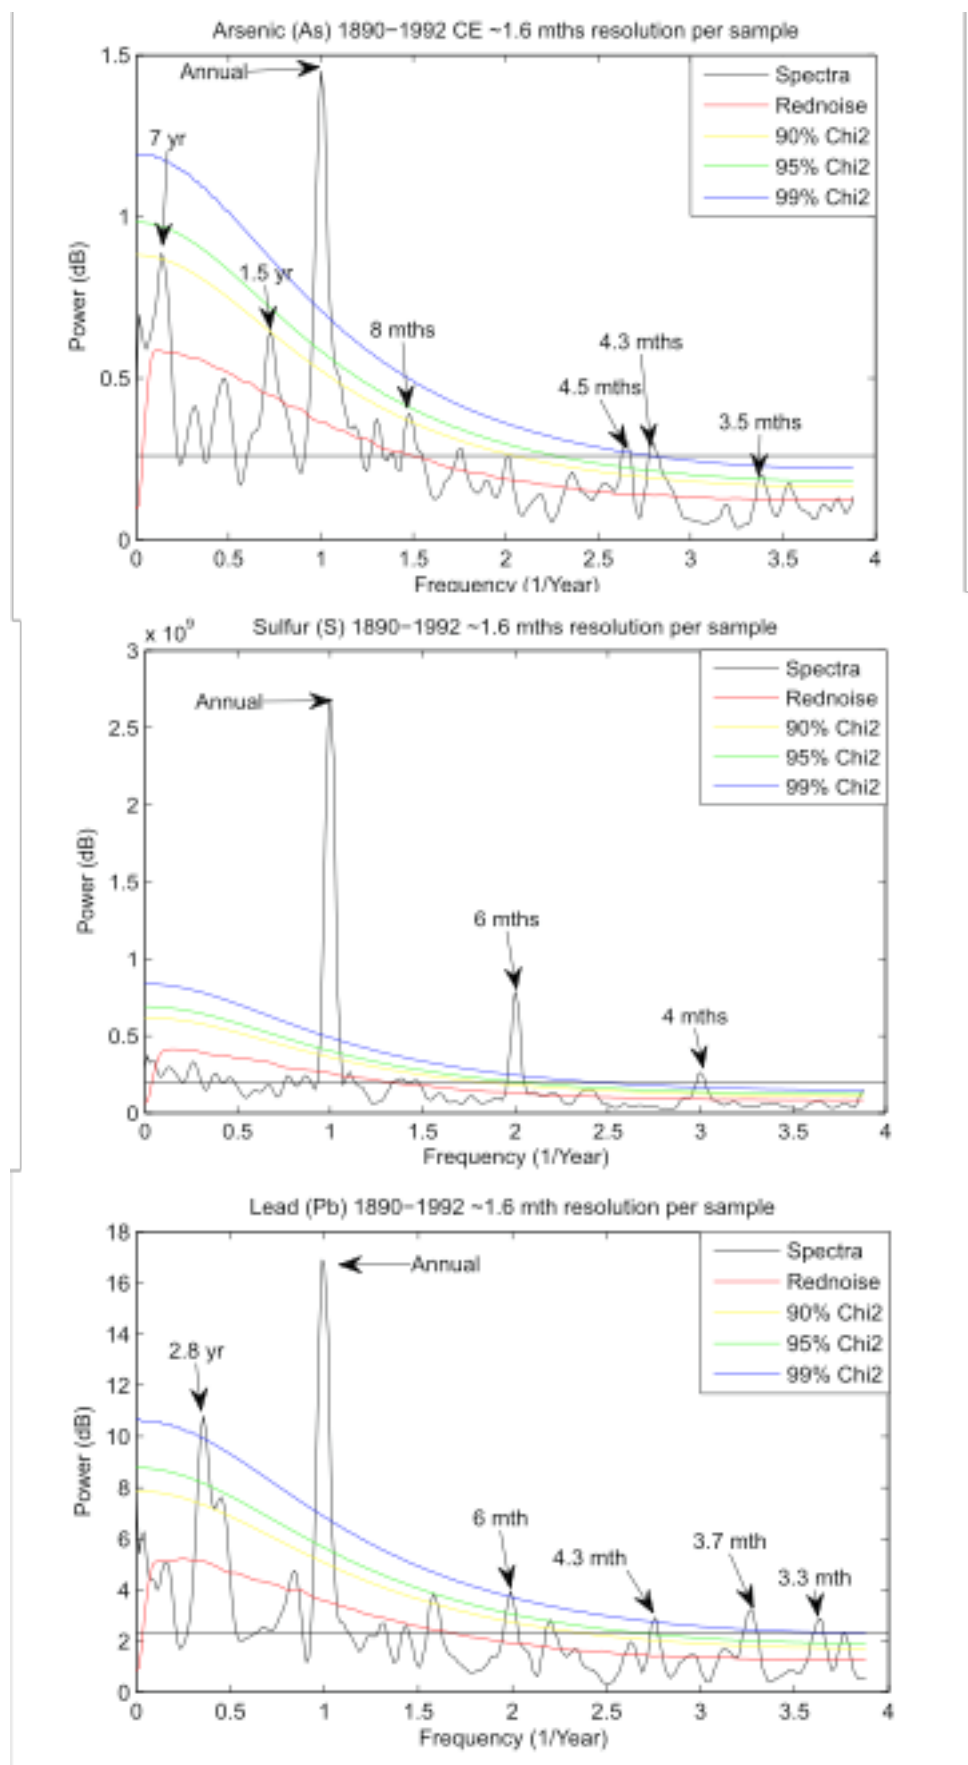 Arsenic (As) 1890−1992 CE ~1.6 mths resolution per sample
1.5
1
0.5
0
Power (dB)
Annual
7 yr
1.5 yr
8 mths
4.5 mths
4.3 mths
3.5 mths
Spectra
Rednoise
90% Chi2
95% Chi2
99% Chi2
0 0.5 1 1.5 2 2.5 3 3.5 4
Frequency (1/Year)
Sulfur (S) 1890−1992 ~1.6 mths resolution per sample
x 10^9
3
2.5
2
1.5
1
0.5
0
Power (dB)
Annual
6 mths
4 mths
Spectra
Rednoise
90% Chi2
95% Chi2
99% Chi2
0 0.5 1 1.5 2 2.5 3 3.5 4
Frequency (1/Year)
Lead (Pb) 1890−1992 ~1.6 mth resolution per sample
18
16
14
12
10
8
6
4
2
0
Power (dB)
Annual
2.8 yr
6 mth
4.3 mth
3.7 mth
3.3 mth
Spectra
Rednoise
90% Chi2
95% Chi2
99% Chi2
0 0.5 1 1.5 2 2.5 3 3.5 4
Frequency (1/Year)